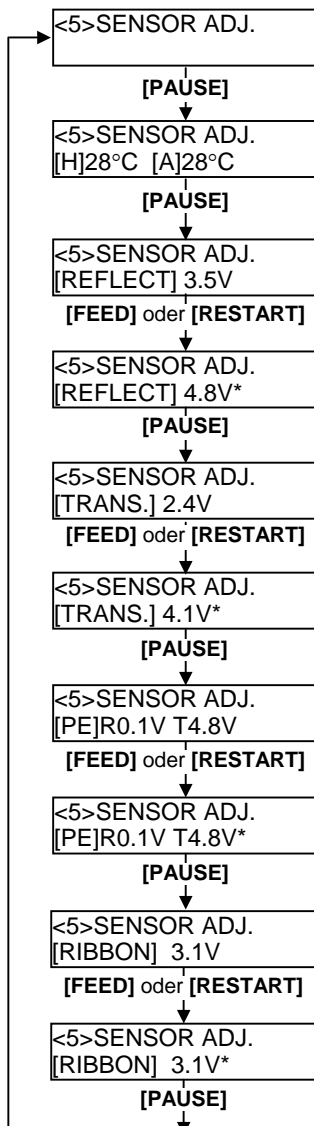 <5>SENSOR ADJ.
[PAUSE]
<5>SENSOR ADJ.
[H]28°C [A]28°C
[PAUSE]
<5>SENSOR ADJ.
[REFLECT] 3.5V
[FEED] oder [RESTART]
<5>SENSOR ADJ.
[REFLECT] 4.8V*
[PAUSE]
<5>SENSOR ADJ.
[TRANS.] 2.4V
[FEED] oder [RESTART]
<5>SENSOR ADJ.
[TRANS.] 4.1V*
[PAUSE]
<5>SENSOR ADJ.
[PE]R0.1V T4.8V
[FEED] oder [RESTART]
<5>SENSOR ADJ.
[PE]R0.1V T4.8V*
[PAUSE]
<5>SENSOR ADJ.
[RIBBON] 3.1V
[FEED] oder [RESTART]
<5>SENSOR ADJ.
[RIBBON] 3.1V*
[PAUSE]